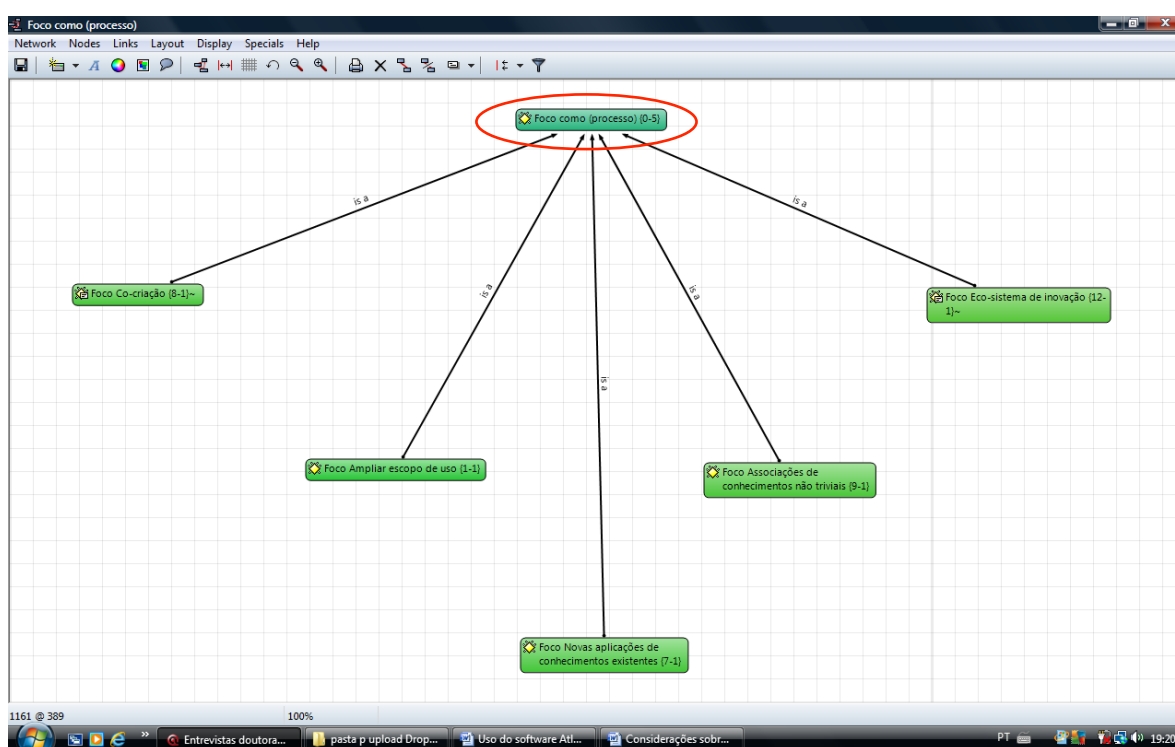 Foco como (processo)
Network Nodes Links Layout Display Specials Help
Foco como (processo) {0-5}
is a
is a
Foco Co-criação {8-1}~
is a
is a
Foco Eco-sistema de inovação {12-
1}~
is a
Foco Ampliar escopo de uso {1-1}
Foco Associações de
conhecimentos não triviais {9-1}
Foco Novas aplicações de
conhecimentos existentes {7-1}
1161 @ 389 100%
Entrevistas doutora... pasta p upload Drop... Uso do software Atl... Considerações sobr... PT 19:20